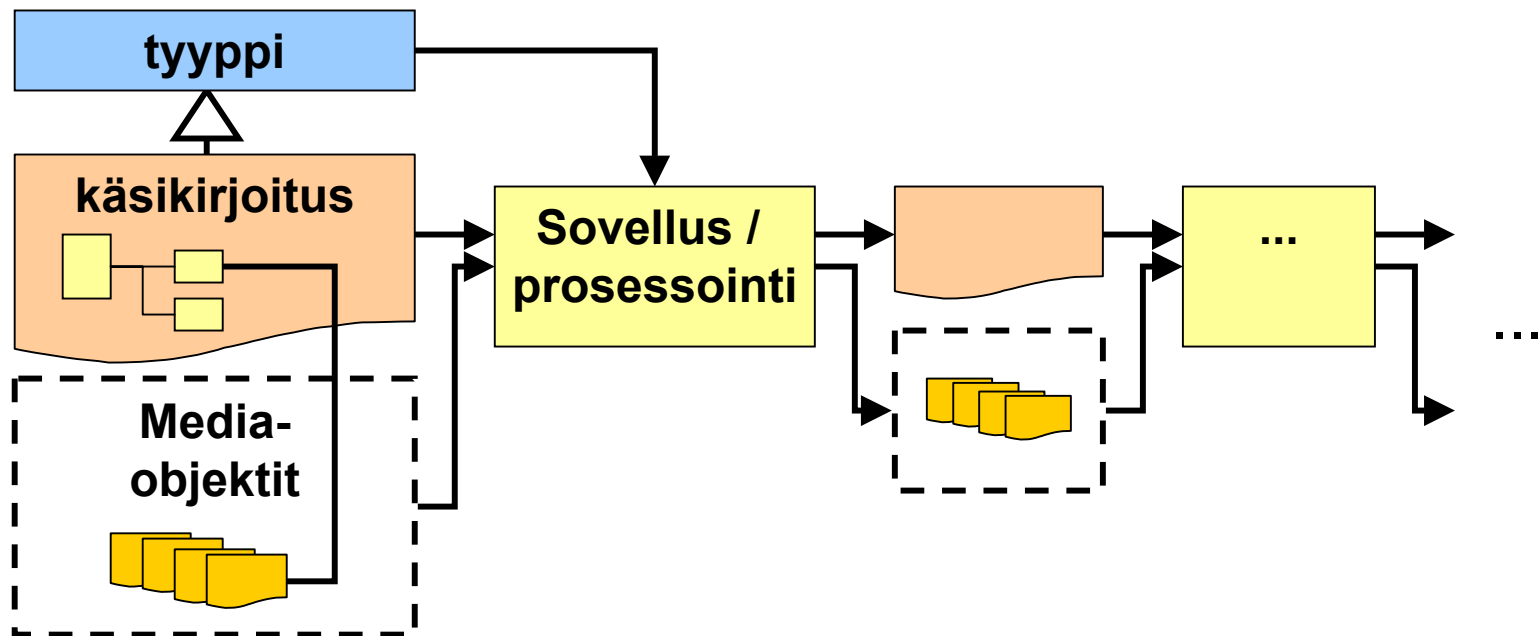 tyyppi
käsikirjoitus
Sovellus /
prosessointi
...
...
Media-
objektit